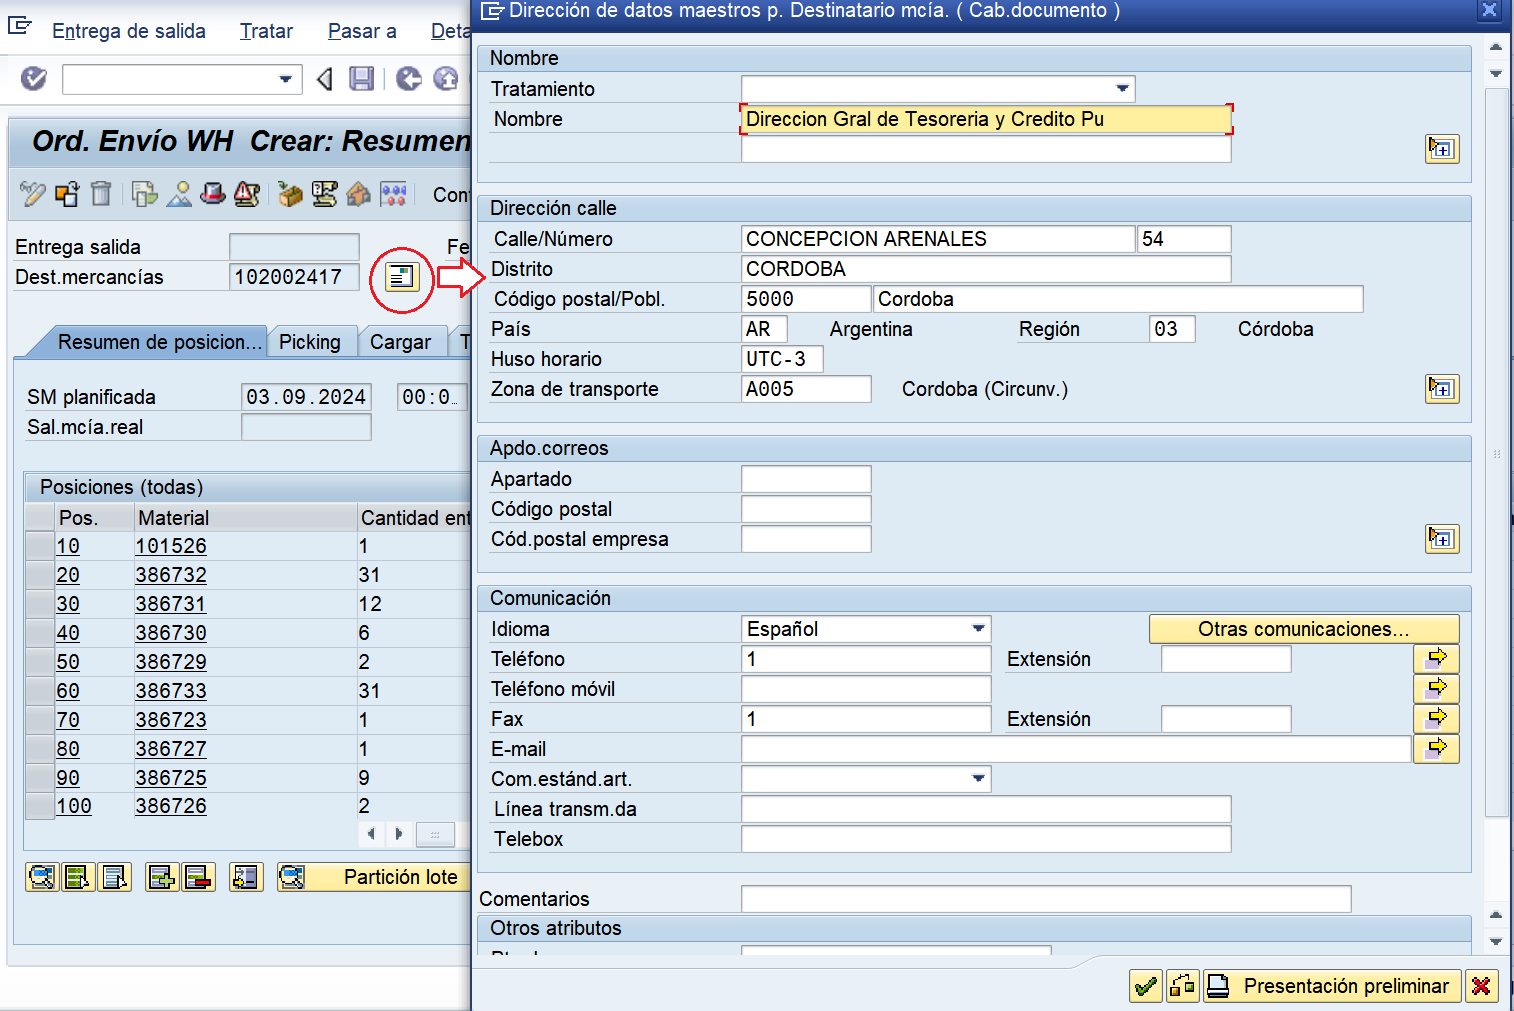 Entrega de salida Tratar Pasar a
Ord. Envío WH Crear: Resumen
Entrega salida
Dest.mercancías 102002417
Resumen de posicion... Picking Cargar
SM planificada 03.09.2024
Sal.mcía.real
Posiciones (todas)
Pos. Material
10 101526 1
20 386732 31
30 386731 12
40 386730 6
50 386729 2
60 386733 31
70 386723 1
80 386727 1
90 386725 9
100 386726 2
Partición lote
Dirección de datos maestros p. Destinatario mcía. ( Cab.documento )
Nombre
Tratamiento
Nombre Direccion Gral de Tesoreria y Credito Pu
Dirección calle
Calle/Número CONCEPCION ARENALES 54
Distrito CORDOBA
Código postal/Pobl. 5000 Cordoba
País AR Argentina Región 03 Córdoba
Huso horario UTC-3
Zona de transporte A005 Cordoba (Circunv.)
Apdo.correos
Apartado
Código postal
Cód.postal empresa
Comunicación
Idioma Español Otras comunicaciones...
Teléfono 1 Extensión
Teléfono móvil
Fax 1 Extensión
E-mail
Com.estánd.art.
Línea transm.da
Telebox
Comentarios
Otros atributos
Presentación preliminar